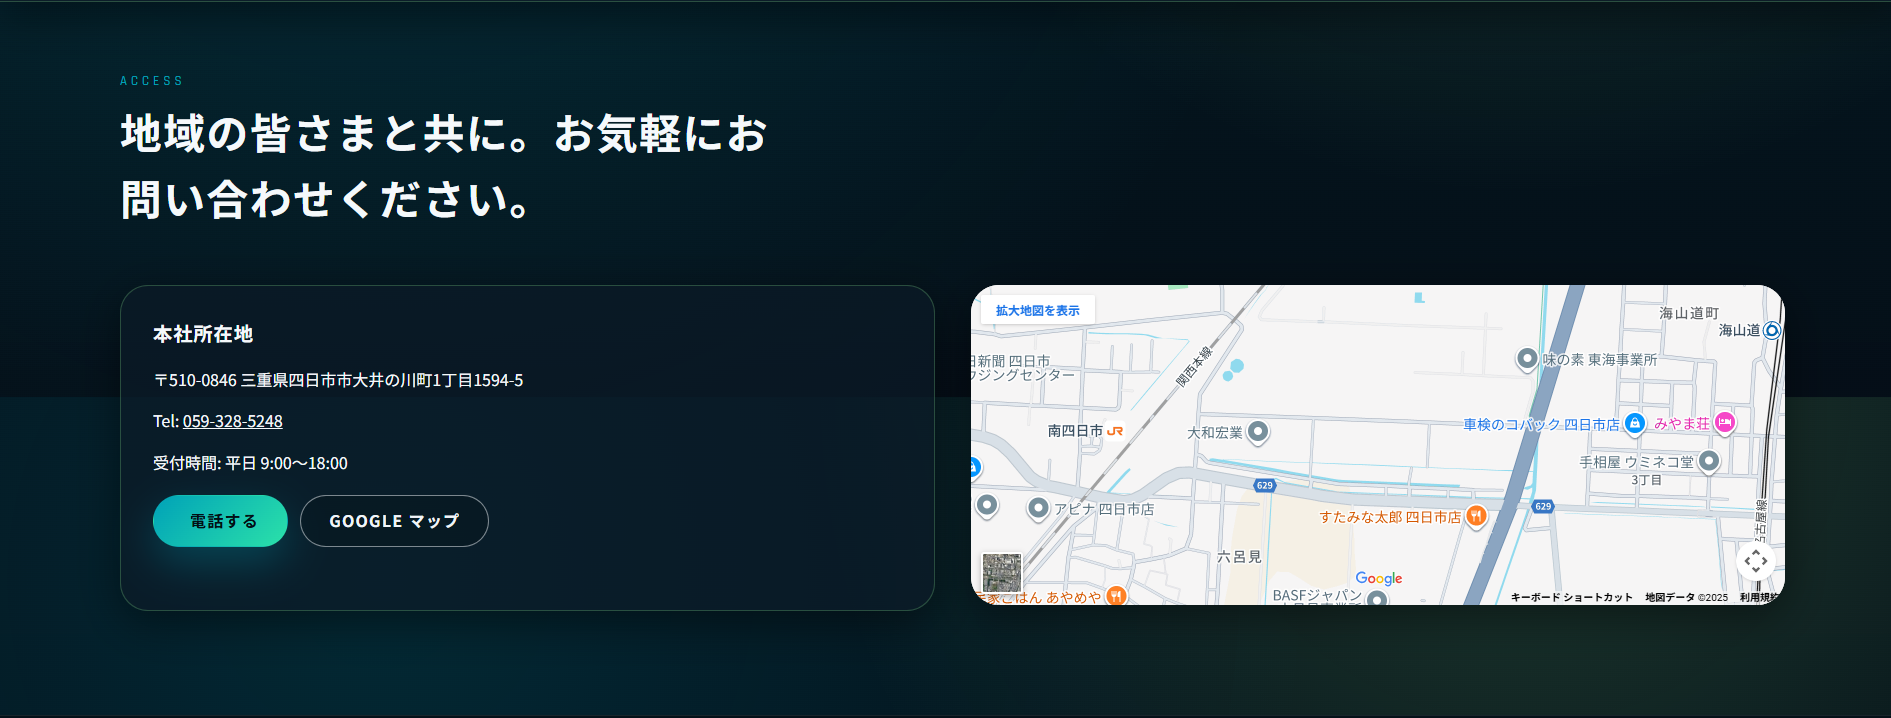 ACCESS
地域の皆さまと共に。お気軽にお
問い合わせください。
本社所在地
〒510-0846 三重県四日市市大井の川町1丁目1594-5
Tel: 059-328-5248
受付時間: 平日 9:00〜18:00
電話する
GOOGLE マップ
拡大地図を表示
海山道町
海山道
関西本線
味の素 東海事業所
新聞 四日市
ウジングセンター
南四日市
大和宏業
車検のコバック 四日市店
みやま荘
手相屋 ウミネコ堂
3丁目
629
629
アピナ 四日市店
すたみな太郎 四日市店
古屋線
六呂見
Google
BASFジャパン
ごはん あやめや
キーボード ショートカット
地図データ ©2025
利用規約